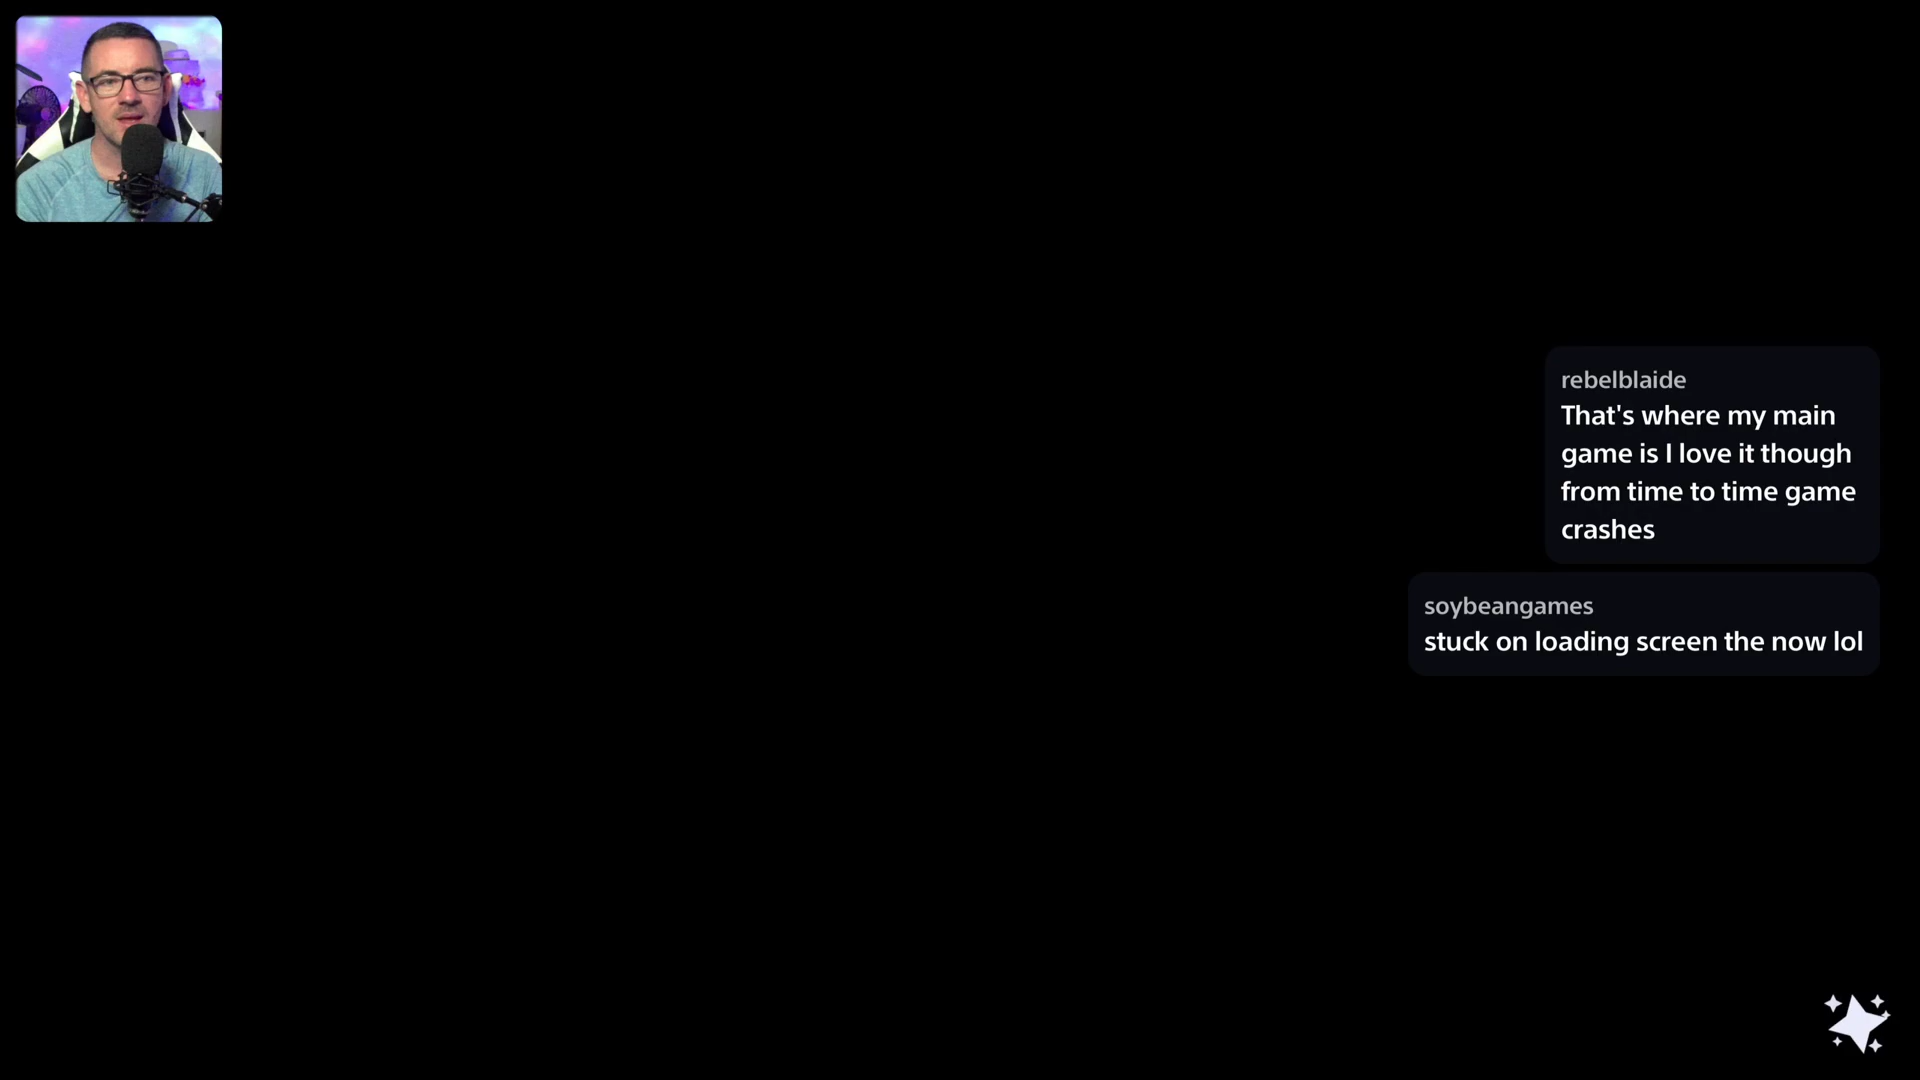 rebelblaide
That's where my main
game is I love it though
from time to time game
crashes
soybeangames
stuck on loading screen the now lol